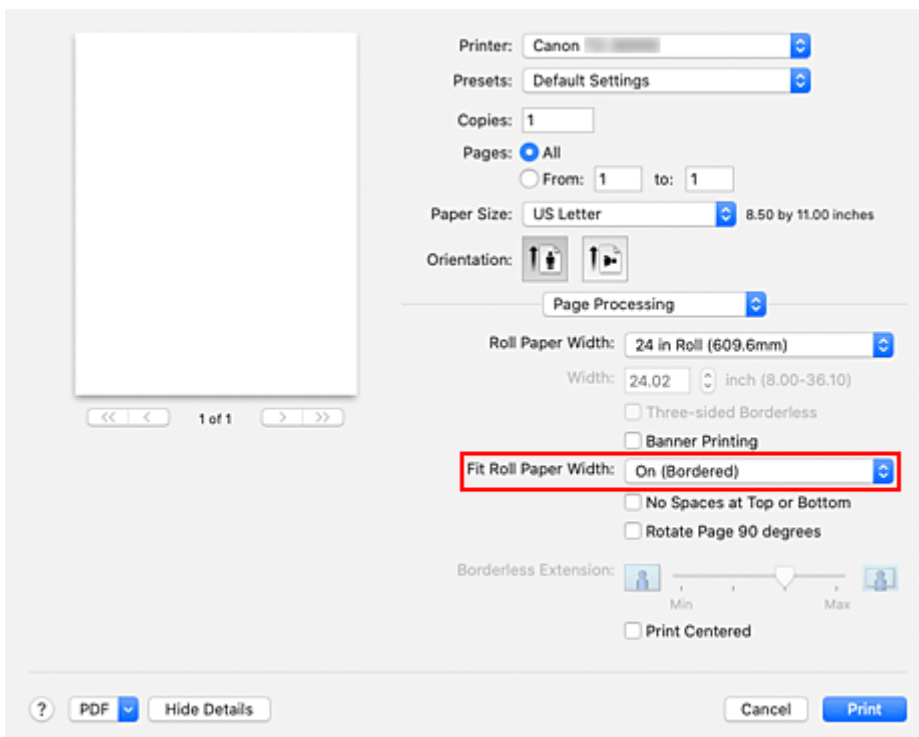 Printer: Canon
Presets: Default Settings
Copies: 1
Pages: All
From: 1 to: 1
Paper Size: US Letter 8.50 by 11.00 inches
Orientation:
Page Processing
Roll Paper Width: 24 in Roll (609.6mm)
Width: 24.02 inch (8.00-36.10)
<< < 1 of 1 > >>
Three-sided Borderless
Banner Printing
Fit Roll Paper Width: On (Bordered)
No Spaces at Top or Bottom
Rotate Page 90 degrees
Borderless Extension:
Min Max
Print Centered
? PDF Hide Details Cancel Print